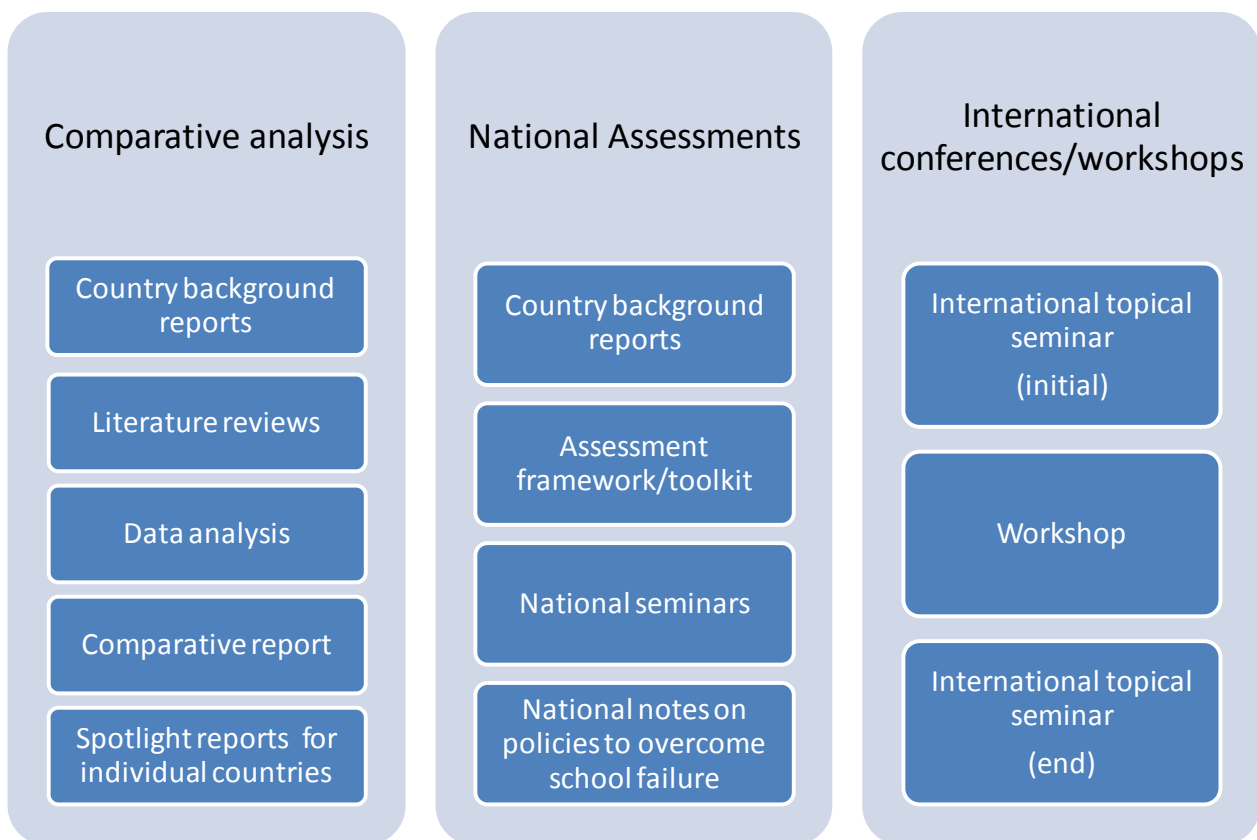 Comparative analysis
Country background
reports
Literature reviews
Data analysis
Comparative report
Spotlight reports for
individual countries
National Assessments
Country background
reports
Assessment
framework/toolkit
National seminars
National notes on
policies to overcome
school failure
International
conferences/workshops
International topical
seminar
(initial)
Workshop
International topical
seminar
(end)